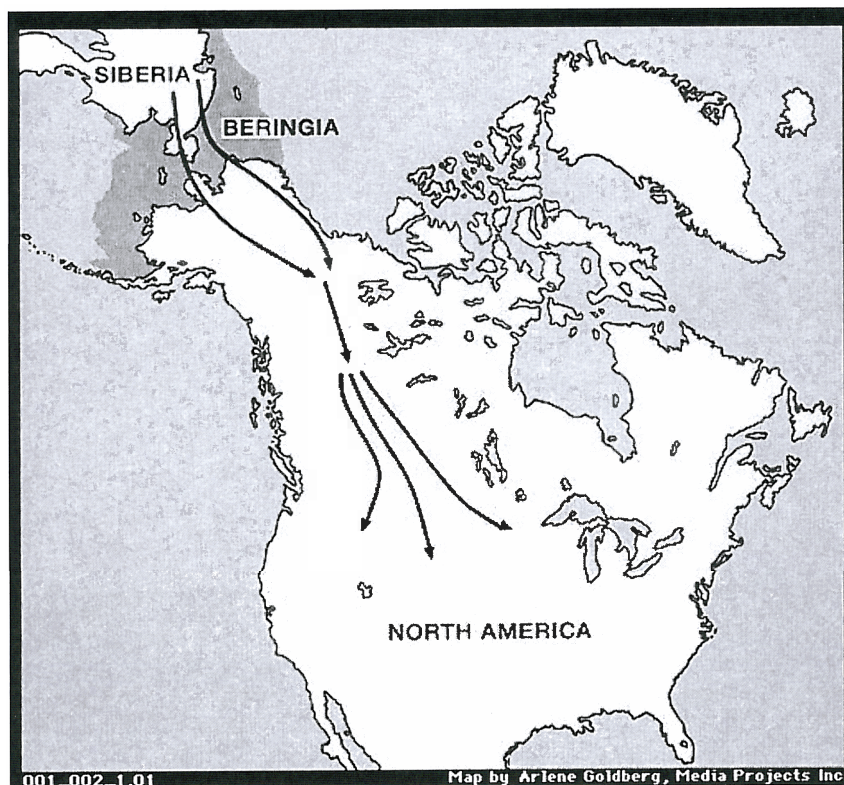 SIBERIA
BERINGIA
NORTH AMERICA
001_002_1.01
Map by Arlene Goldberg, Media Projects Inc